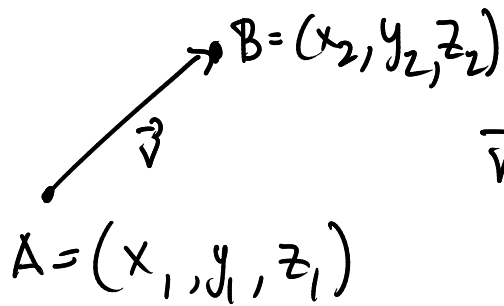 B = (x₂, y₂, z₂)
v⃗
A = (x₁, y₁, z₁)